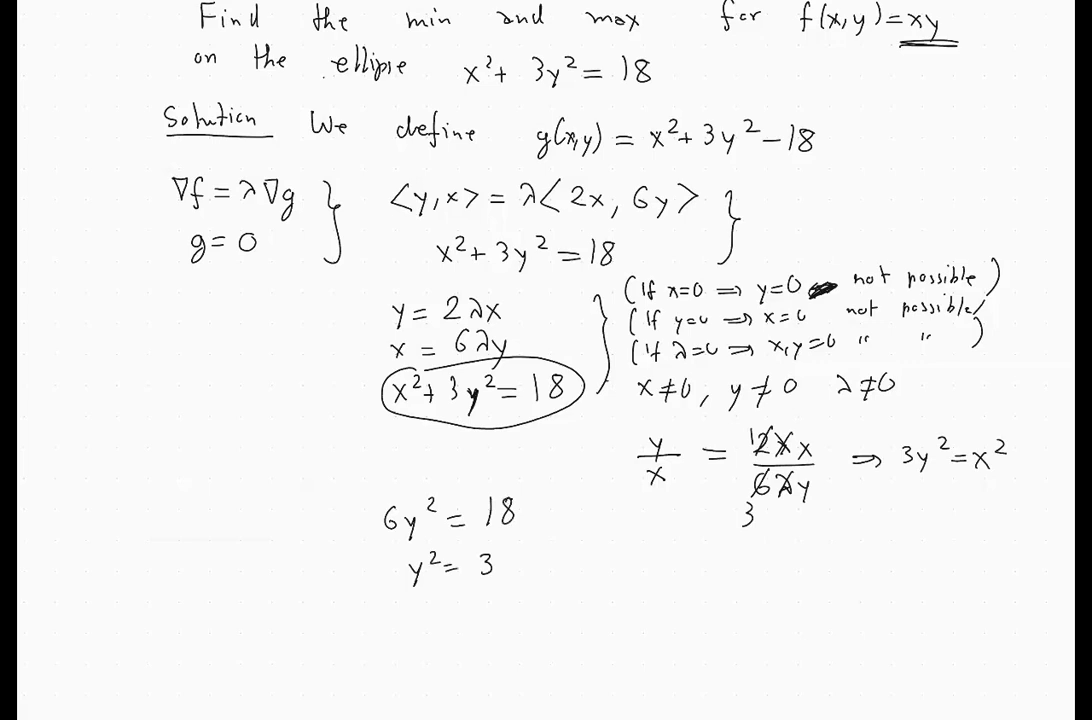 Find the min and max for f(x,y)=xy
on the ellipse x²+ 3y²= 18
Solution We define g(x,y) = x²+ 3y²-18
∇f = λ∇g } <y,x> = λ<2x, 6y> }
g=0 x²+3y²=18
(If x=0 ⇒ y=0 not possible)
y= 2λx (If y=0 ⇒ x=0 not possible)
x = 6λy (If λ=0 ⇒ x,y=0 " " )
x²+3y²= 18 } x≠0, y≠0 λ≠0
y/x = 2λx/6λy ⇒ 3y²=x²
3
6y²= 18
y²= 3